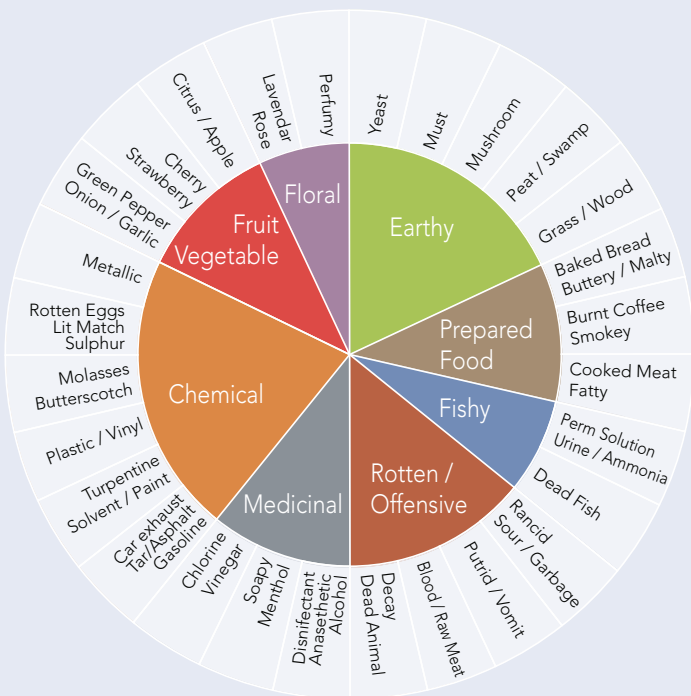 Floral
Perfumy
Lavendar
Rose
Fruit
Vegetable
Citrus / Apple
Cherry
Strawberry
Green Pepper
Onion / Garlic
Chemical
Metallic
Rotten Eggs
Lit Match
Sulphur
Molasses
Butterscotch
Plastic / Vinyl
Turpentine
Solvent / Paint
Car exhaust
Tar/Asphalt
Gasoline
Medicinal
Chlorine
Vinegar
Soapy
Menthol
Disnifectant
Anasethetic
Alcohol
Rotten /
Offensive
Decay
Dead Animal
Blood / Raw Meat
Putrid / Vomit
Rancid
Sour / Garbage
Fishy
Dead Fish
Perm Solution
Urine / Ammonia
Prepared
Food
Cooked Meat
Fatty
Burnt Coffee
Smokey
Baked Bread
Buttery / Malty
Earthy
Grass / Wood
Peat / Swamp
Mushroom
Must
Yeast